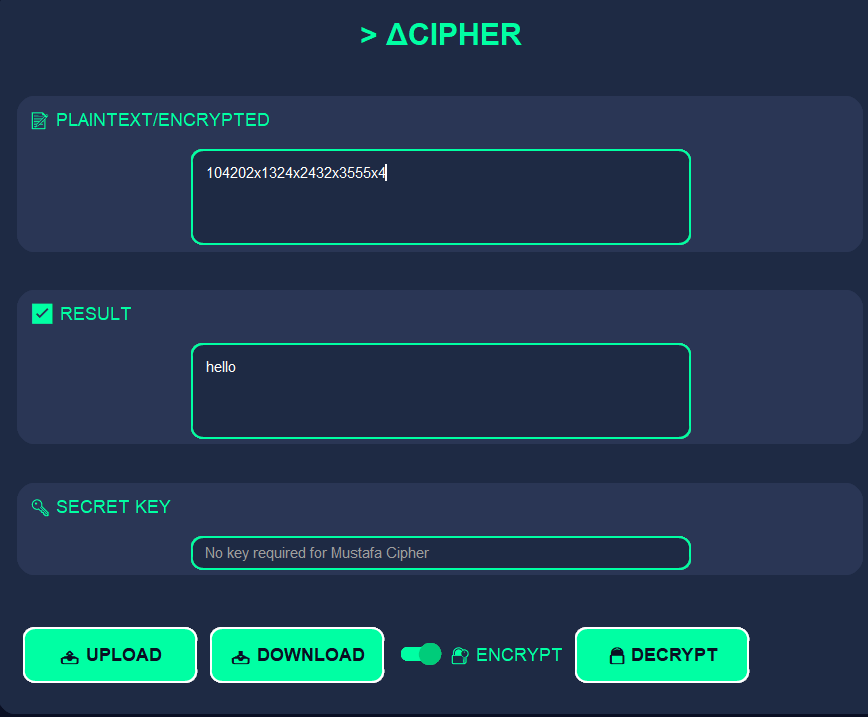 > ΔCIPHER
PLAINTEXT/ENCRYPTED
104202x1324x2432x3555x4
RESULT
hello
SECRET KEY
No key required for Mustafa Cipher
UPLOAD
DOWNLOAD
ENCRYPT
DECRYPT